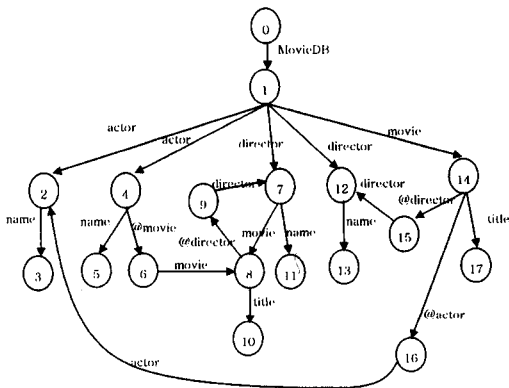 0
MovieDB
1
actor
actor
director
director
movie
2
4
9
director
7
12
director
14
@director
name
name
@movie
@director
movie
name
name
15
title
3
5
6
movie
8
11
13
17
title
10
@actor
actor
16